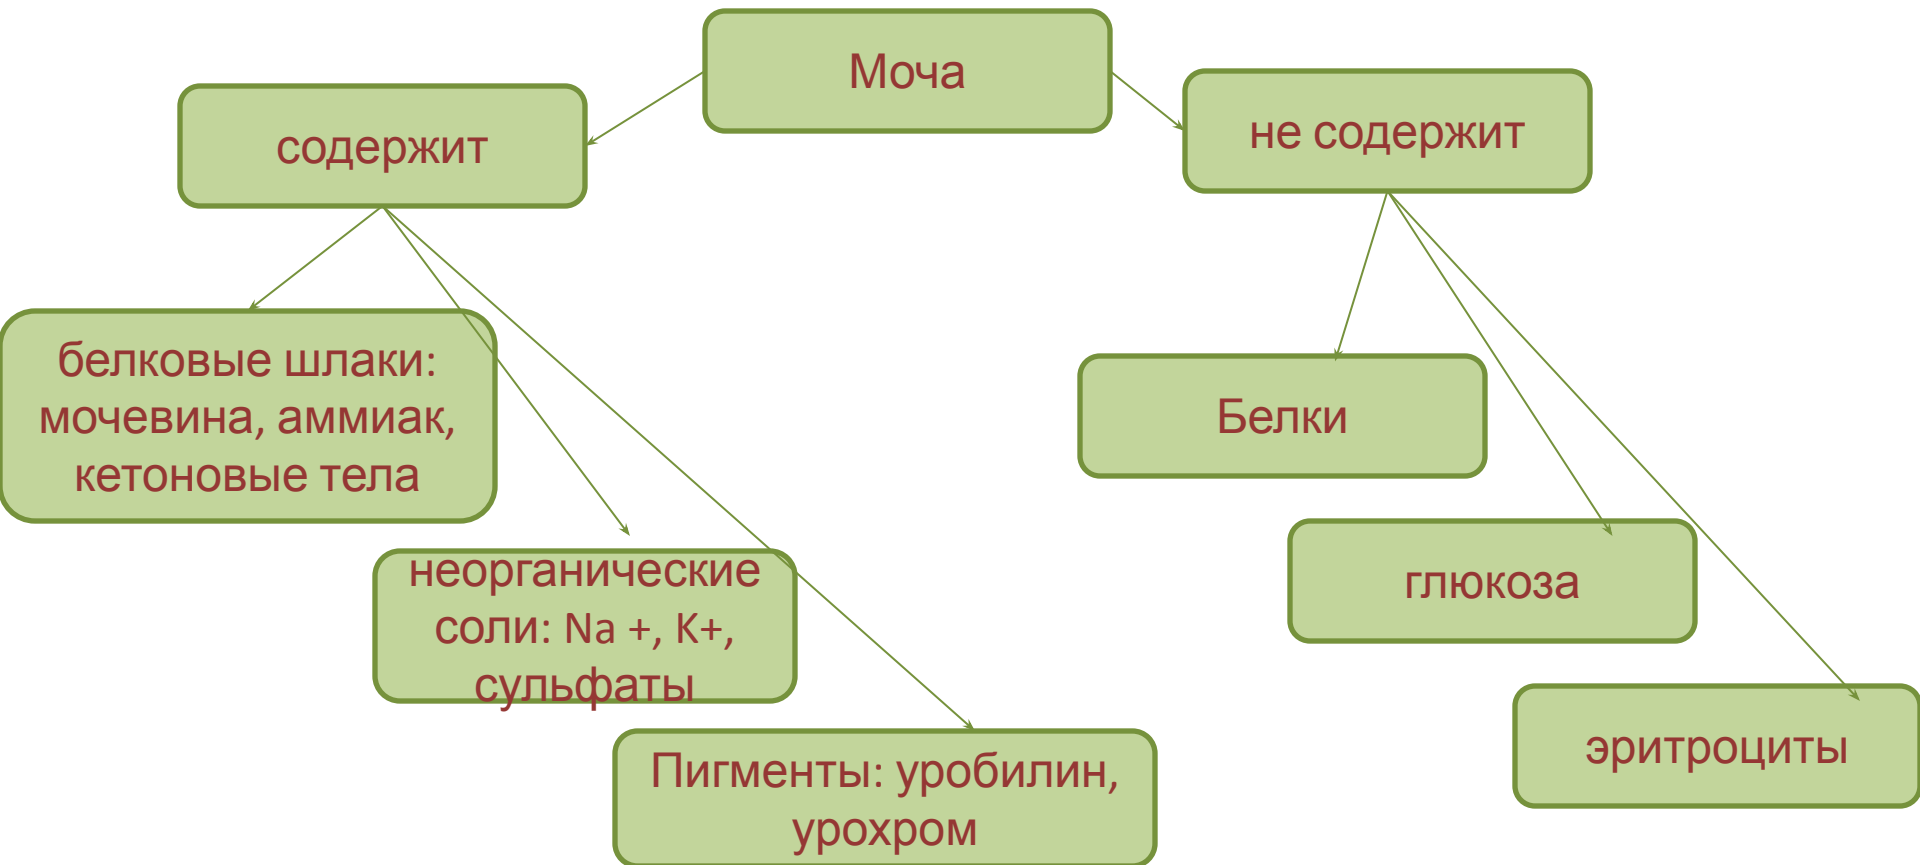 Моча
содержит
не содержит
белковые шлаки:
мочевина, аммиак,
кетоновые тела
Белки
неорганические
соли: Na +, K+,
сульфаты
глюкоза
Пигменты: уробилин,
урохром
эритроциты